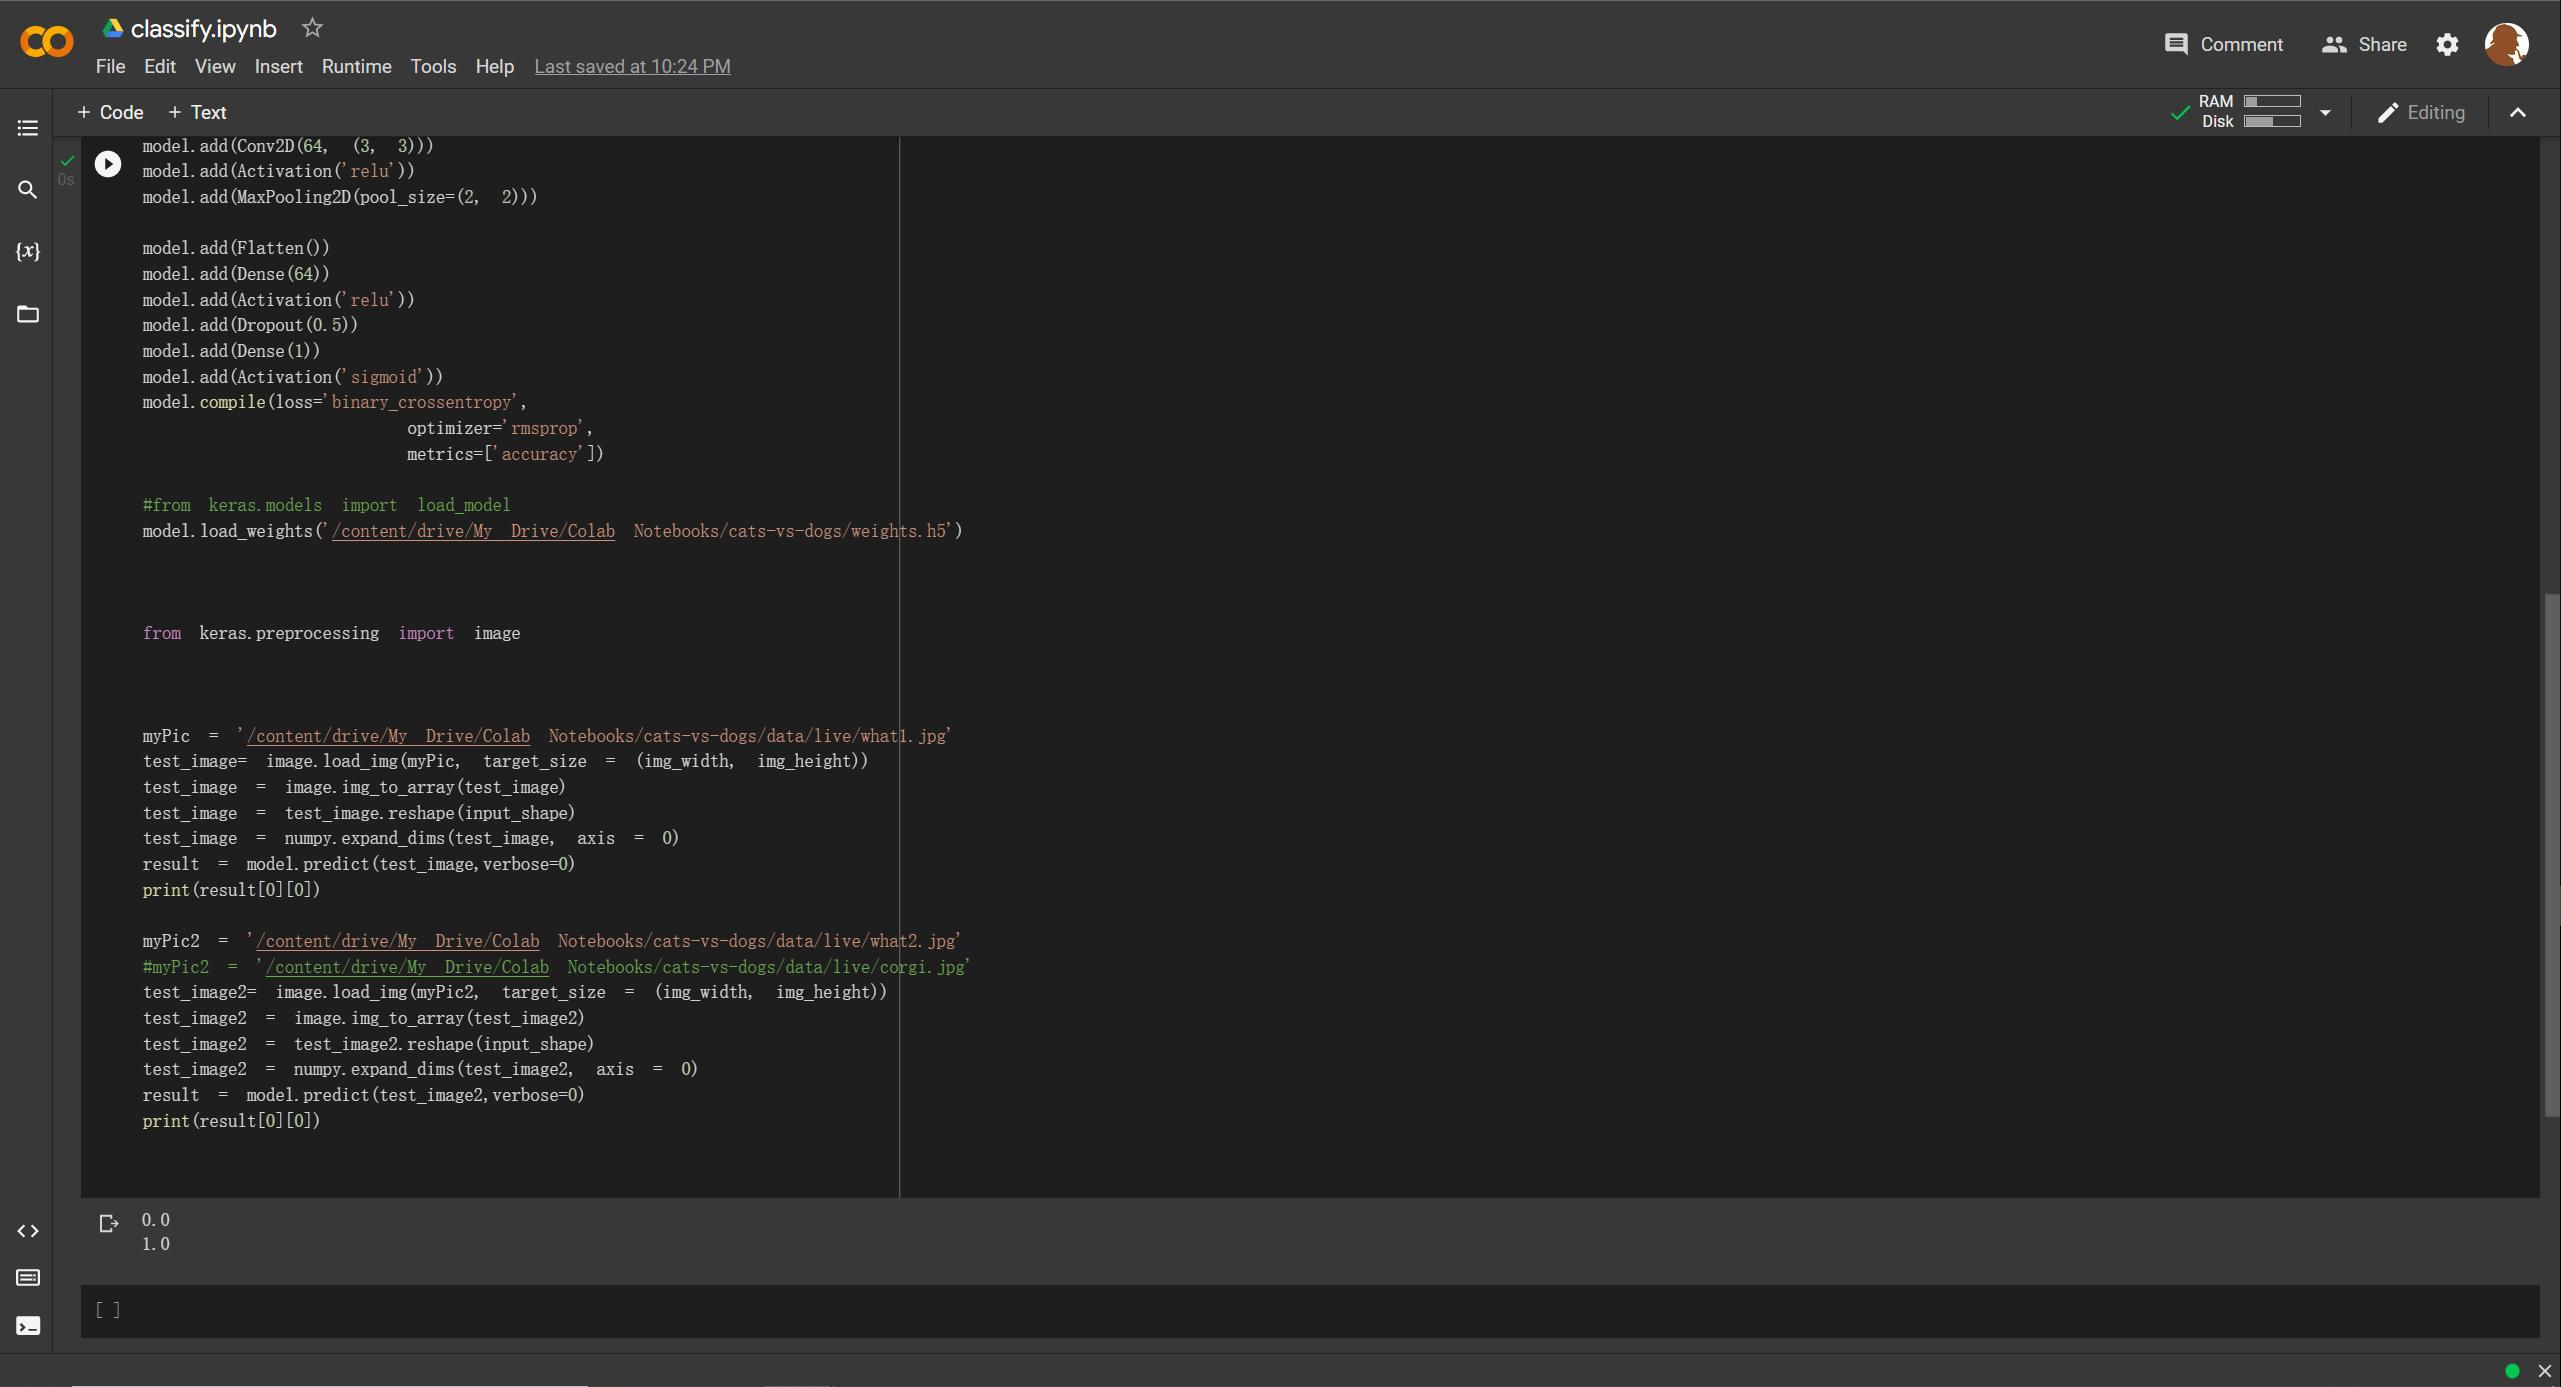 classify.ipynb
File Edit View Insert Runtime Tools Help Last saved at 10:24 PM
Comment Share
+ Code + Text
RAM
Disk
Editing
0s
model.add(Conv2D(64, (3, 3)))
model.add(Activation('relu'))
model.add(MaxPooling2D(pool_size=(2, 2)))
model.add(Flatten())
model.add(Dense(64))
model.add(Activation('relu'))
model.add(Dropout(0.5))
model.add(Dense(1))
model.add(Activation('sigmoid'))
model.compile(loss='binary_crossentropy',
optimizer='rmsprop',
metrics=['accuracy'])
#from keras.models import load_model
model.load_weights('/content/drive/My Drive/Colab Notebooks/cats-vs-dogs/weights.h5')
from keras.preprocessing import image
myPic = '/content/drive/My Drive/Colab Notebooks/cats-vs-dogs/data/live/what1.jpg'
test_image= image.load_img(myPic, target_size = (img_width, img_height))
test_image = image.img_to_array(test_image)
test_image = test_image.reshape(input_shape)
test_image = numpy.expand_dims(test_image, axis = 0)
result = model.predict(test_image,verbose=0)
print(result[0][0])
myPic2 = '/content/drive/My Drive/Colab Notebooks/cats-vs-dogs/data/live/what2.jpg'
#myPic2 = '/content/drive/My Drive/Colab Notebooks/cats-vs-dogs/data/live/corgi.jpg'
test_image2= image.load_img(myPic2, target_size = (img_width, img_height))
test_image2 = image.img_to_array(test_image2)
test_image2 = test_image2.reshape(input_shape)
test_image2 = numpy.expand_dims(test_image2, axis = 0)
result = model.predict(test_image2,verbose=0)
print(result[0][0])
0.0
1.0
[ ]